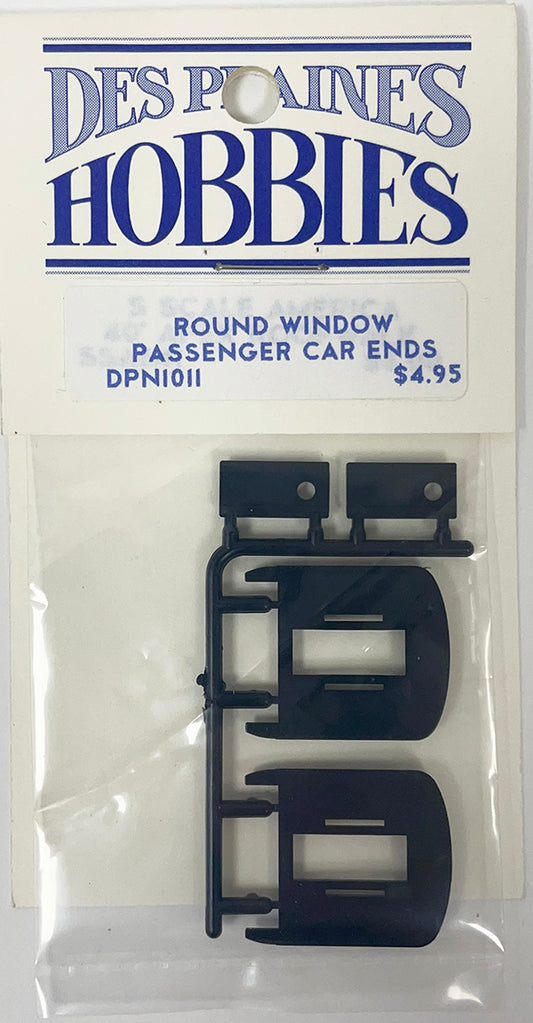 DES PLAINES
HOBBIES
ROUND WINDOW
PASSENGER CAR ENDS
DPN1011 $4.95